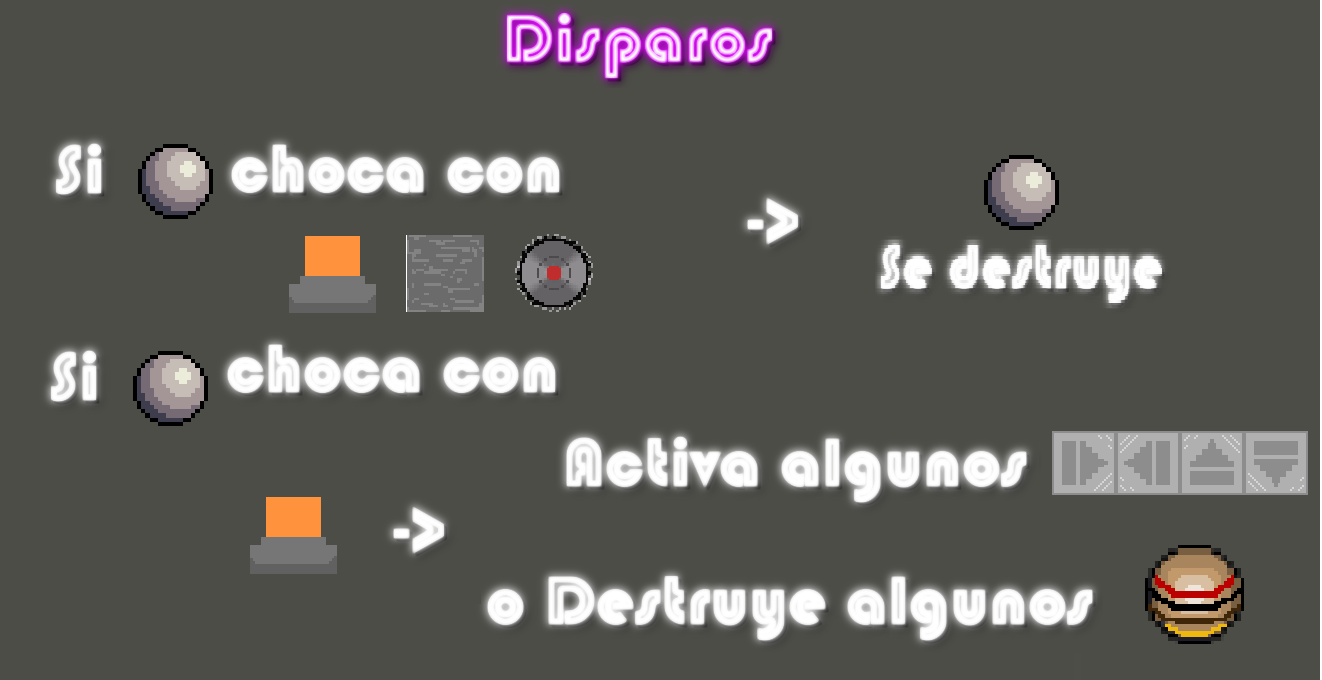 Disparos
Si choca con
->
Se destruye
Si choca con
Activa algunos
->
o Destruye algunos